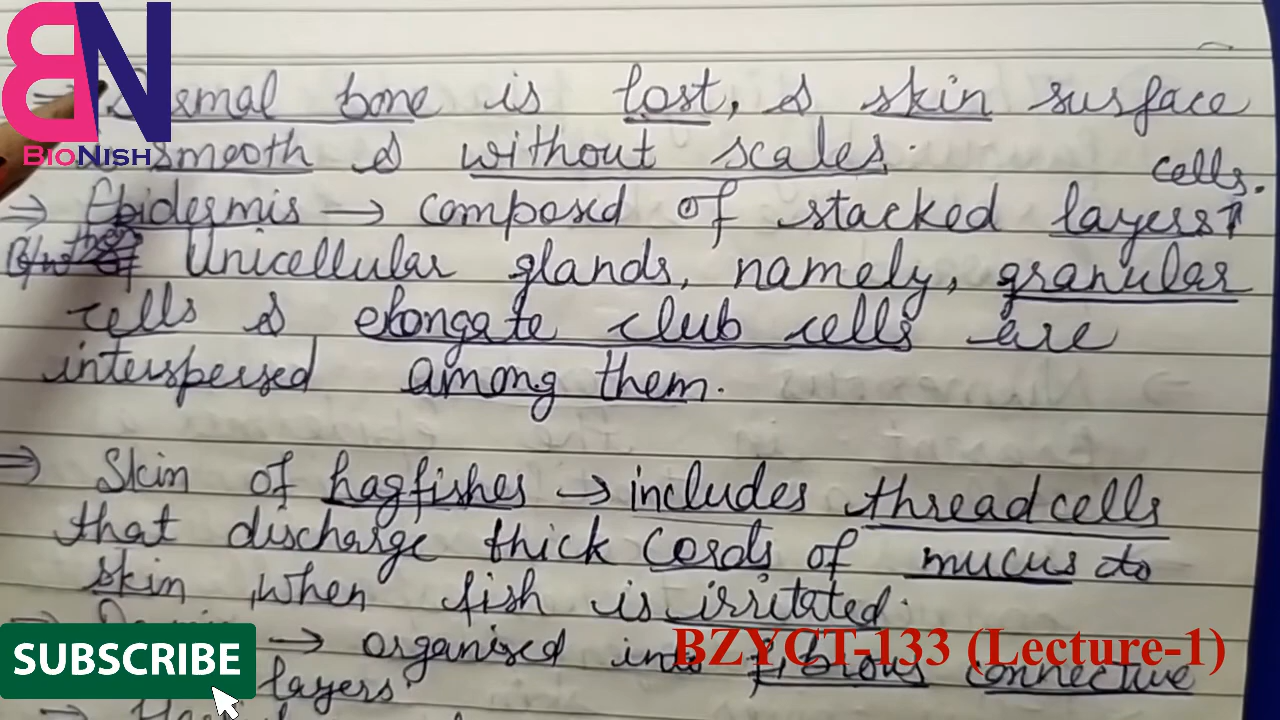 BN
BIONISH
⇒ Dermal bone is lost, & skin surface
smooth & without scales.
cells.
⇒ Epidermis → composed of stacked layers↑
Unicellular glands, namely, granular
cells & elongate club cells are
interspersed among them.
⇒ Skin of hagfishes → includes thread cells
that discharge thick cords of mucus to
skin, when fish is irritated.
⇒ → organised into fibrous connective
layers.
⇒
SUBSCRIBE
BZYCT-133 (Lecture-1)